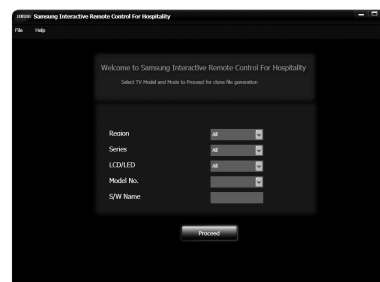 SAMSUNG Samsung Interactive Remote Control For Hospitality
File Help
Welcome to Samsung Interactive Remote Control For Hospitality
Select TV Model and Mode to Proceed for clone file generation
Region All
Series All
LCD/LED All
Model No.
S/W Name
Proceed